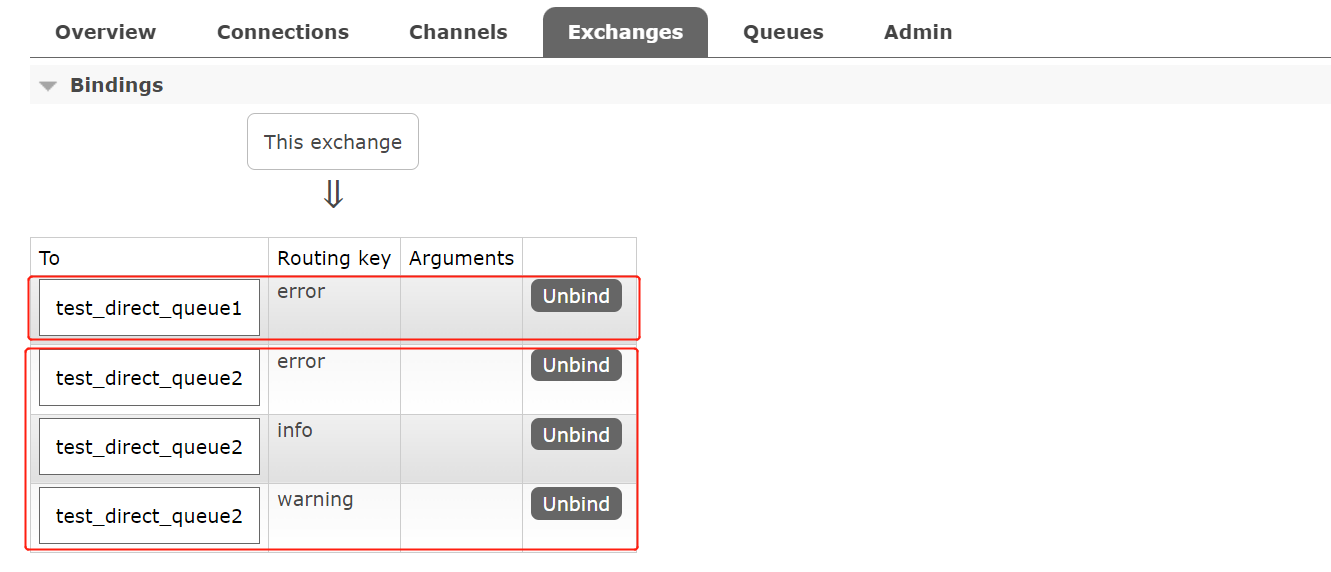 Overview Connections Channels Exchanges Queues Admin
Bindings
This exchange
To Routing key Arguments
test_direct_queue1 error Unbind
test_direct_queue2 error Unbind
test_direct_queue2 info Unbind
test_direct_queue2 warning Unbind